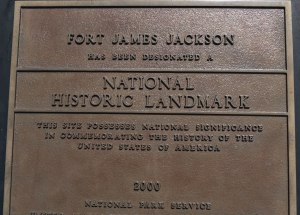 FORT JAMES JACKSON
HAS BEEN DESIGNATED A
NATIONAL
HISTORIC LANDMARK
THIS SITE POSSESSES NATIONAL SIGNIFICANCE
IN COMMEMORATING THE HISTORY OF THE
UNITED STATES OF AMERICA
2000
NATIONAL PARK SERVICE